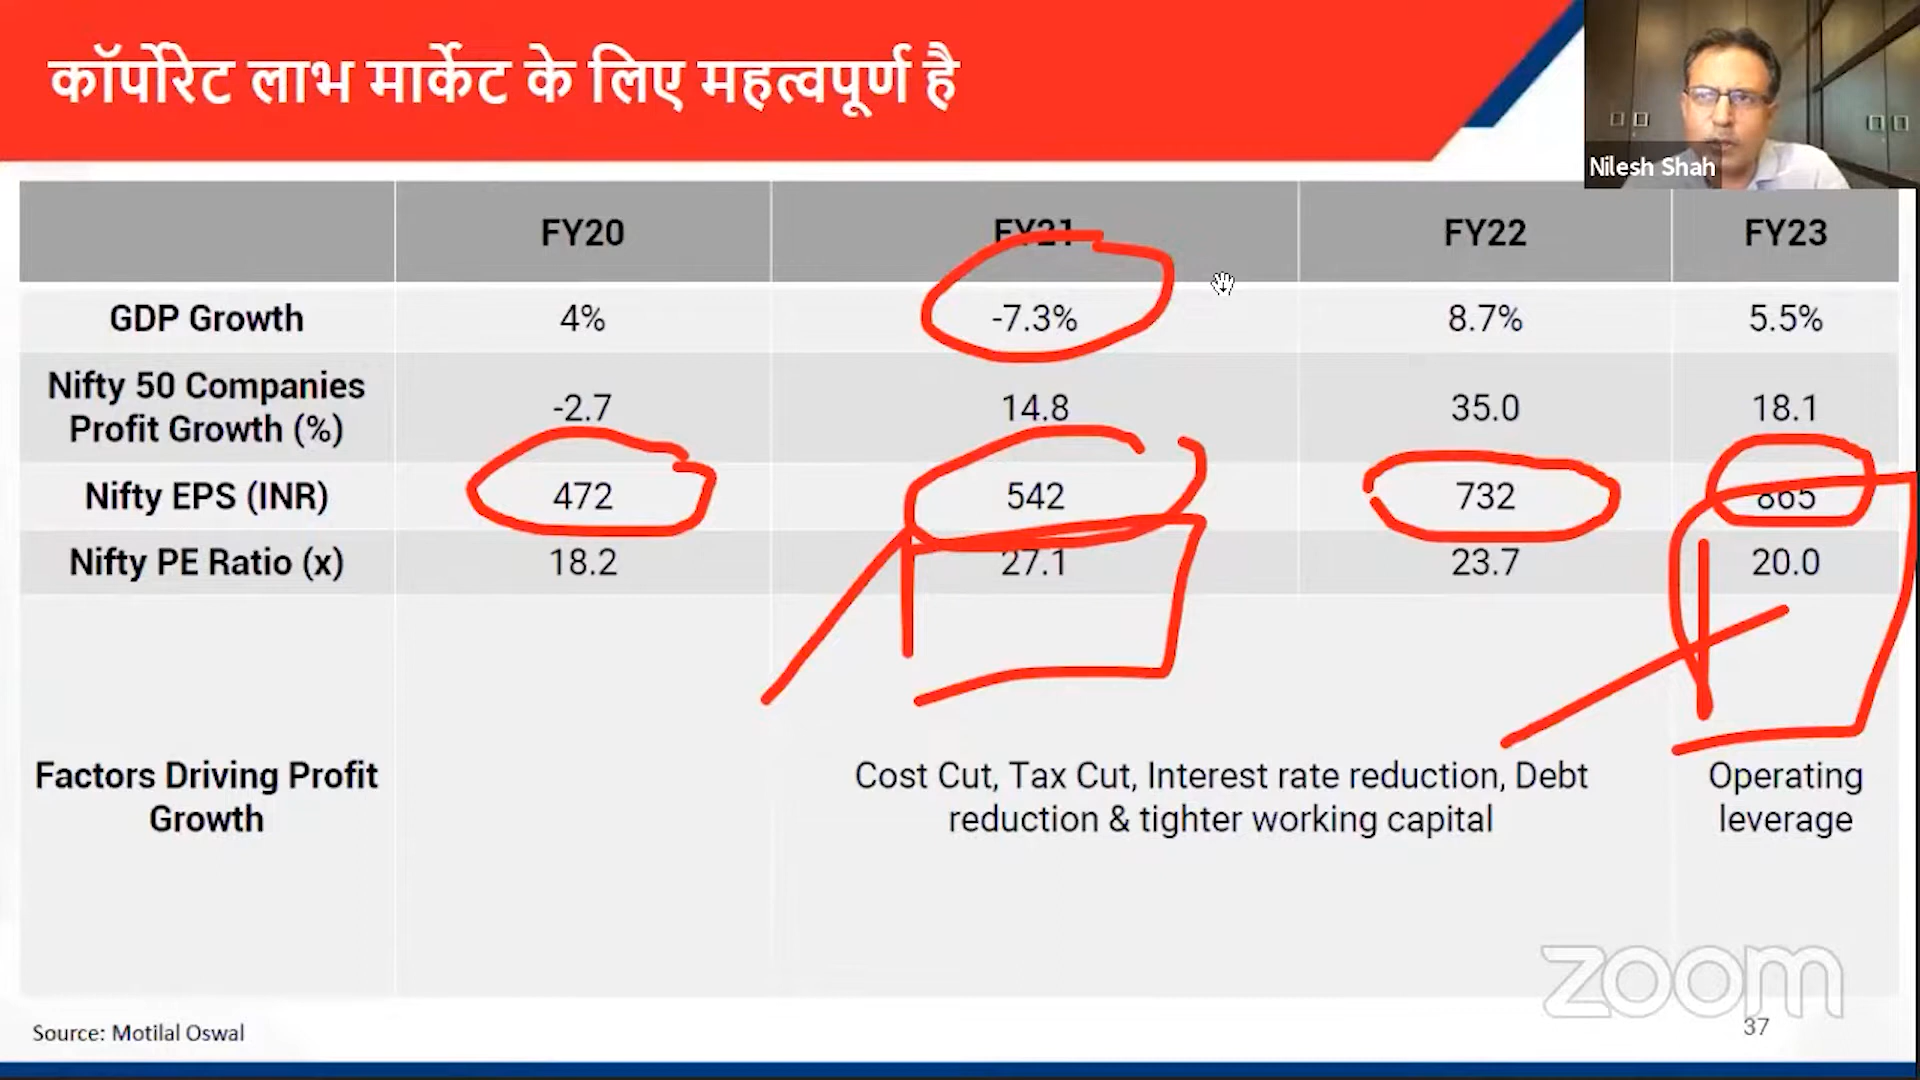 कॉर्पोरेट लाभ मार्केट के लिए महत्वपूर्ण है
Nilesh Shah
FY20 FY21 FY22 FY23
GDP Growth 4% -7.3% 8.7% 5.5%
Nifty 50 Companies
Profit Growth (%) -2.7 14.8 35.0 18.1
Nifty EPS (INR) 472 542 732 865
Nifty PE Ratio (x) 18.2 27.1 23.7 20.0
Factors Driving Profit
Growth
Cost Cut, Tax Cut, Interest rate reduction, Debt
reduction & tighter working capital
Operating
leverage
zoom
Source: Motilal Oswal
37